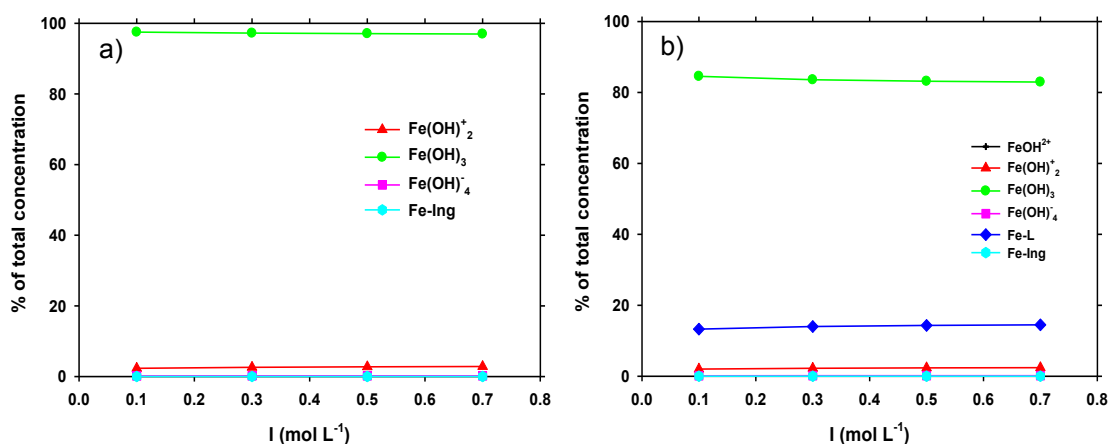 a)
% of total concentration
100
80
60
40
20
0
Fe(OH)⁺₂
Fe(OH)₃
Fe(OH)⁻₄
Fe-Ing
0.0 0.1 0.2 0.3 0.4 0.5 0.6 0.7 0.8
I (mol L⁻¹)
b)
% of total concentration
100
80
60
40
20
0
FeOH²⁺
Fe(OH)⁺₂
Fe(OH)₃
Fe(OH)⁻₄
Fe-L
Fe-Ing
0.0 0.1 0.2 0.3 0.4 0.5 0.6 0.7 0.8
I (mol L⁻¹)